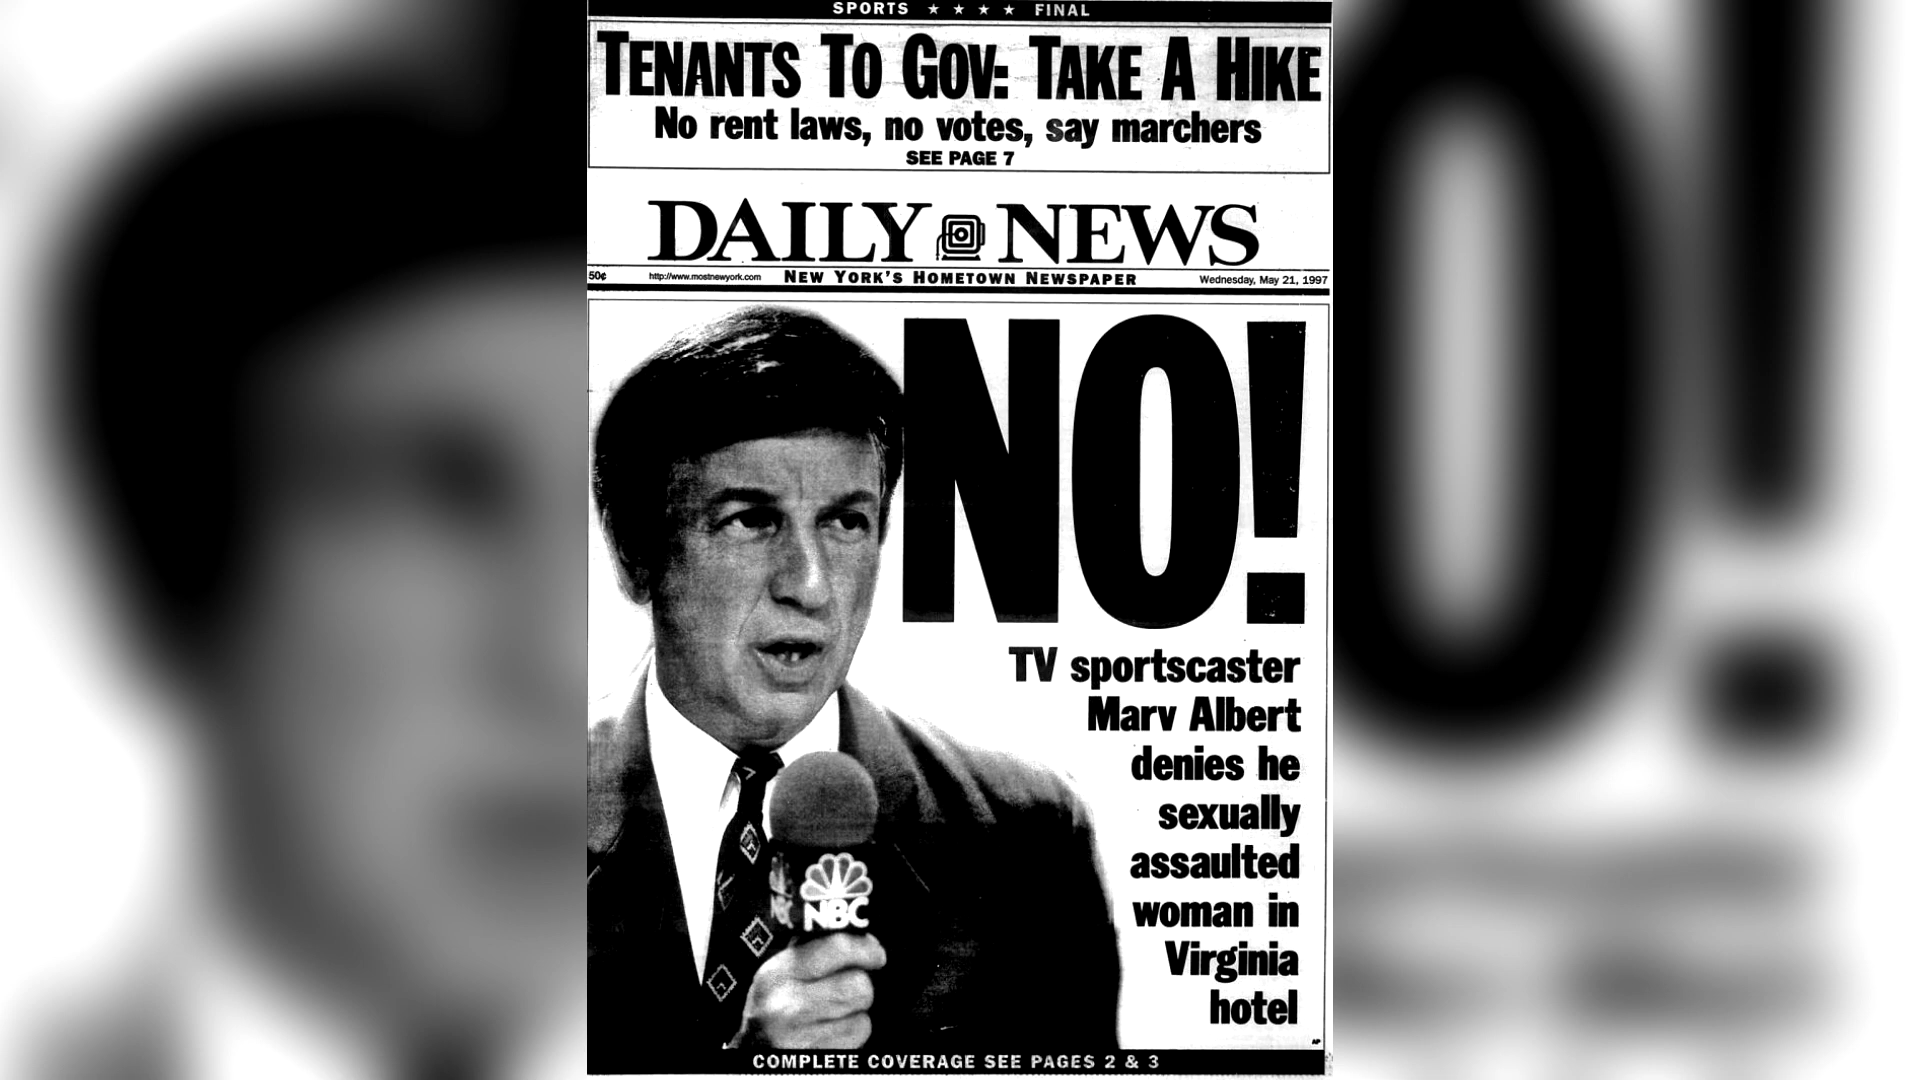 SPORTS ★ ★ ★ ★ FINAL
TENANTS TO GOV: TAKE A HIKE
No rent laws, no votes, say marchers
SEE PAGE 7
DAILY NEWS
50¢ http://www.mostnewyork.com NEW YORK'S HOMETOWN NEWSPAPER Wednesday, May 21, 1997
NO!
TV sportscaster
Marv Albert
denies he
sexually
assaulted
woman in
Virginia
hotel
NBC
AP
COMPLETE COVERAGE SEE PAGES 2 & 3